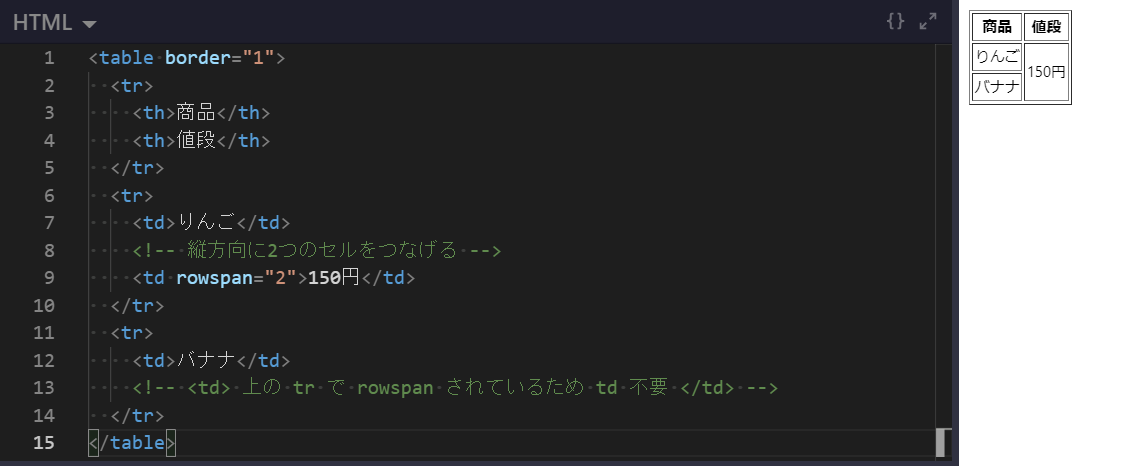 HTML
1 <table border="1">
2 <tr>
3 <th>商品</th>
4 <th>値段</th>
5 </tr>
6 <tr>
7 <td>りんご</td>
8 <!-- 縦方向に2つのセルをつなげる -->
9 <td rowspan="2">150円</td>
10 </tr>
11 <tr>
12 <td>バナナ</td>
13 <!-- <td> 上の tr で rowspan されているため td 不要 </td> -->
14 </tr>
15 </table>
商品 値段
りんご
150円
バナナ